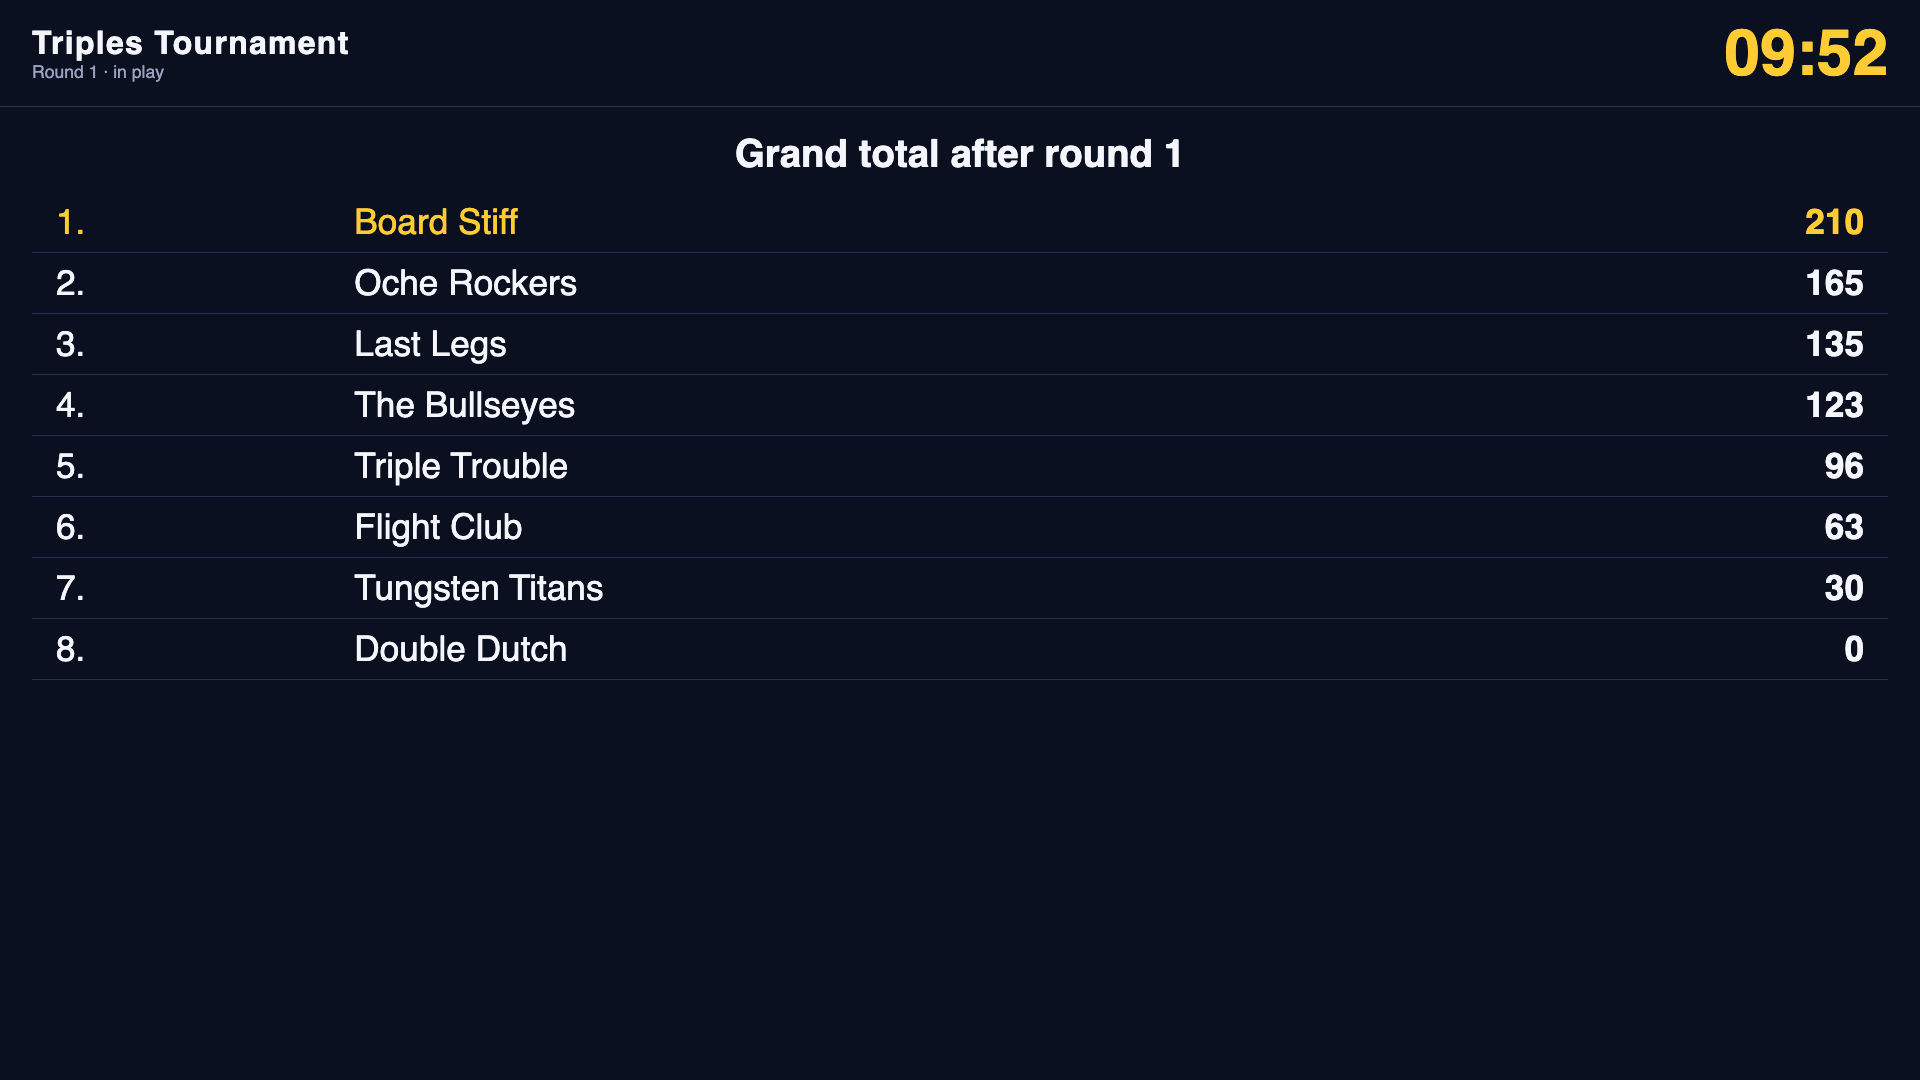 Triples Tournament
Round 1 · in play
09:52
Grand total after round 1
1. Board Stiff 210
2. Oche Rockers 165
3. Last Legs 135
4. The Bullseyes 123
5. Triple Trouble 96
6. Flight Club 63
7. Tungsten Titans 30
8. Double Dutch 0